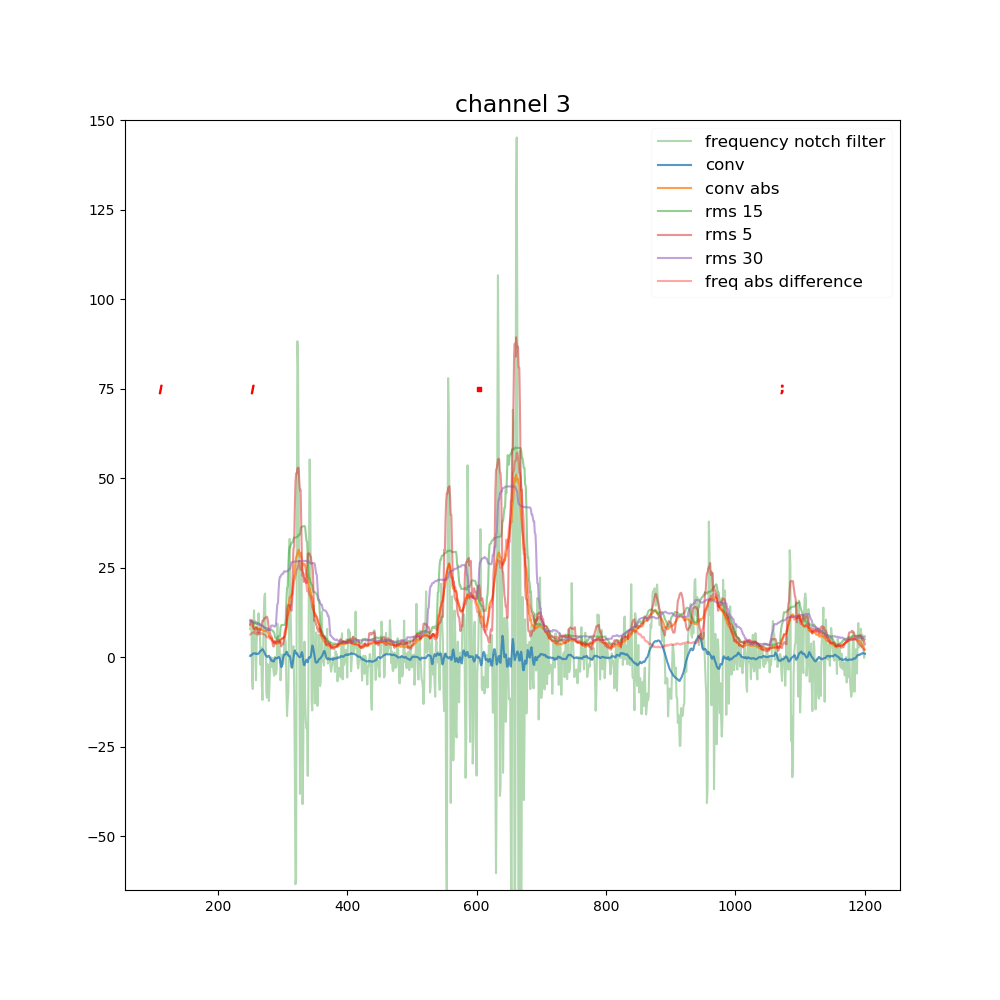 channel 3
150
125
100
75
50
25
0
−25
−50
200
400
600
800
1000
1200
frequency notch filter
conv
conv abs
rms 15
rms 5
rms 30
freq abs difference
/
/
.
;